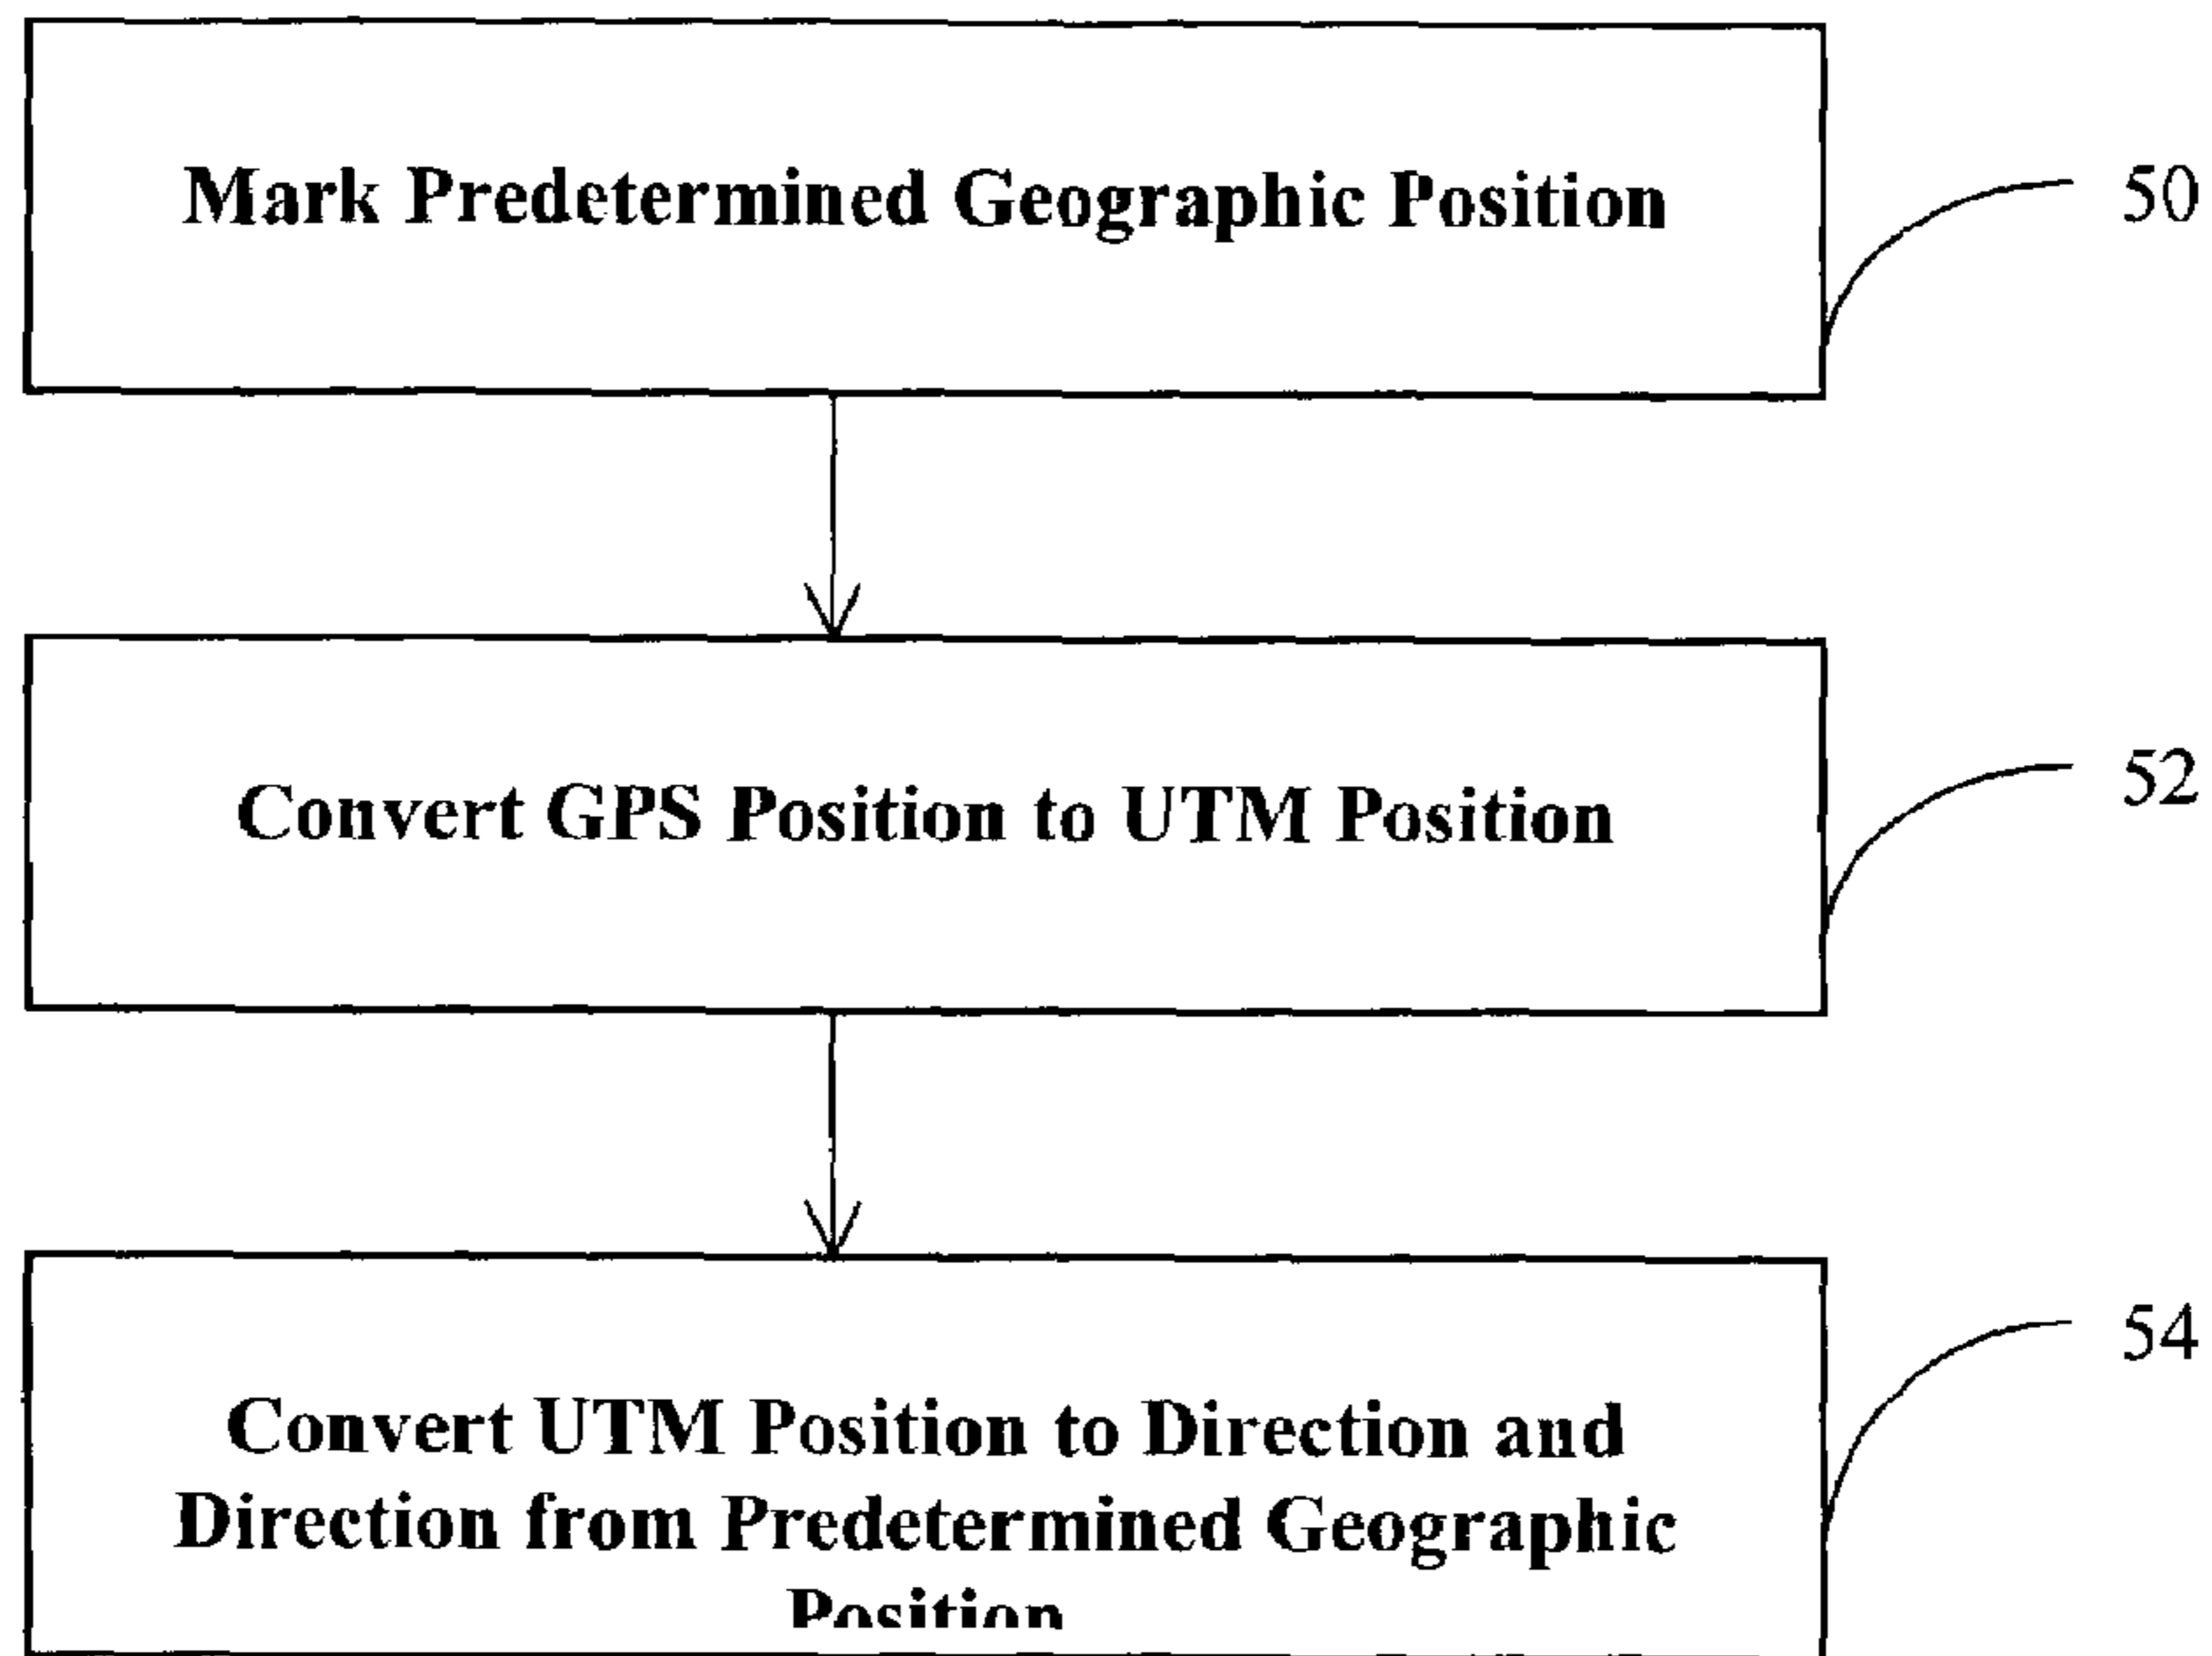 Mark Predetermined Geographic Position
50
Convert GPS Position to UTM Position
52
54
Convert UTM Position to Direction and
Direction from Predetermined Geographic
Position